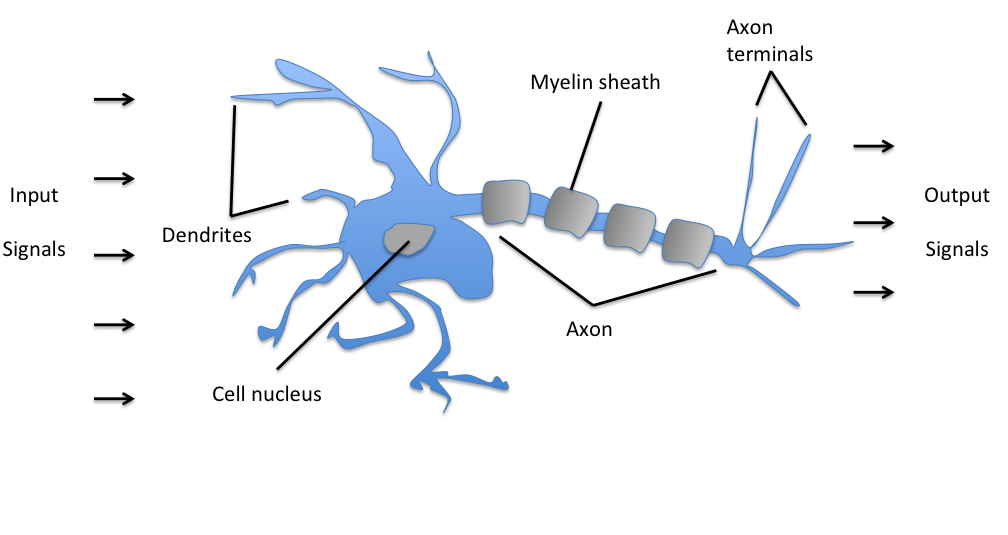 Axon
terminals
Myelin sheath
Input
Signals
Dendrites
Output
Signals
Axon
Cell nucleus